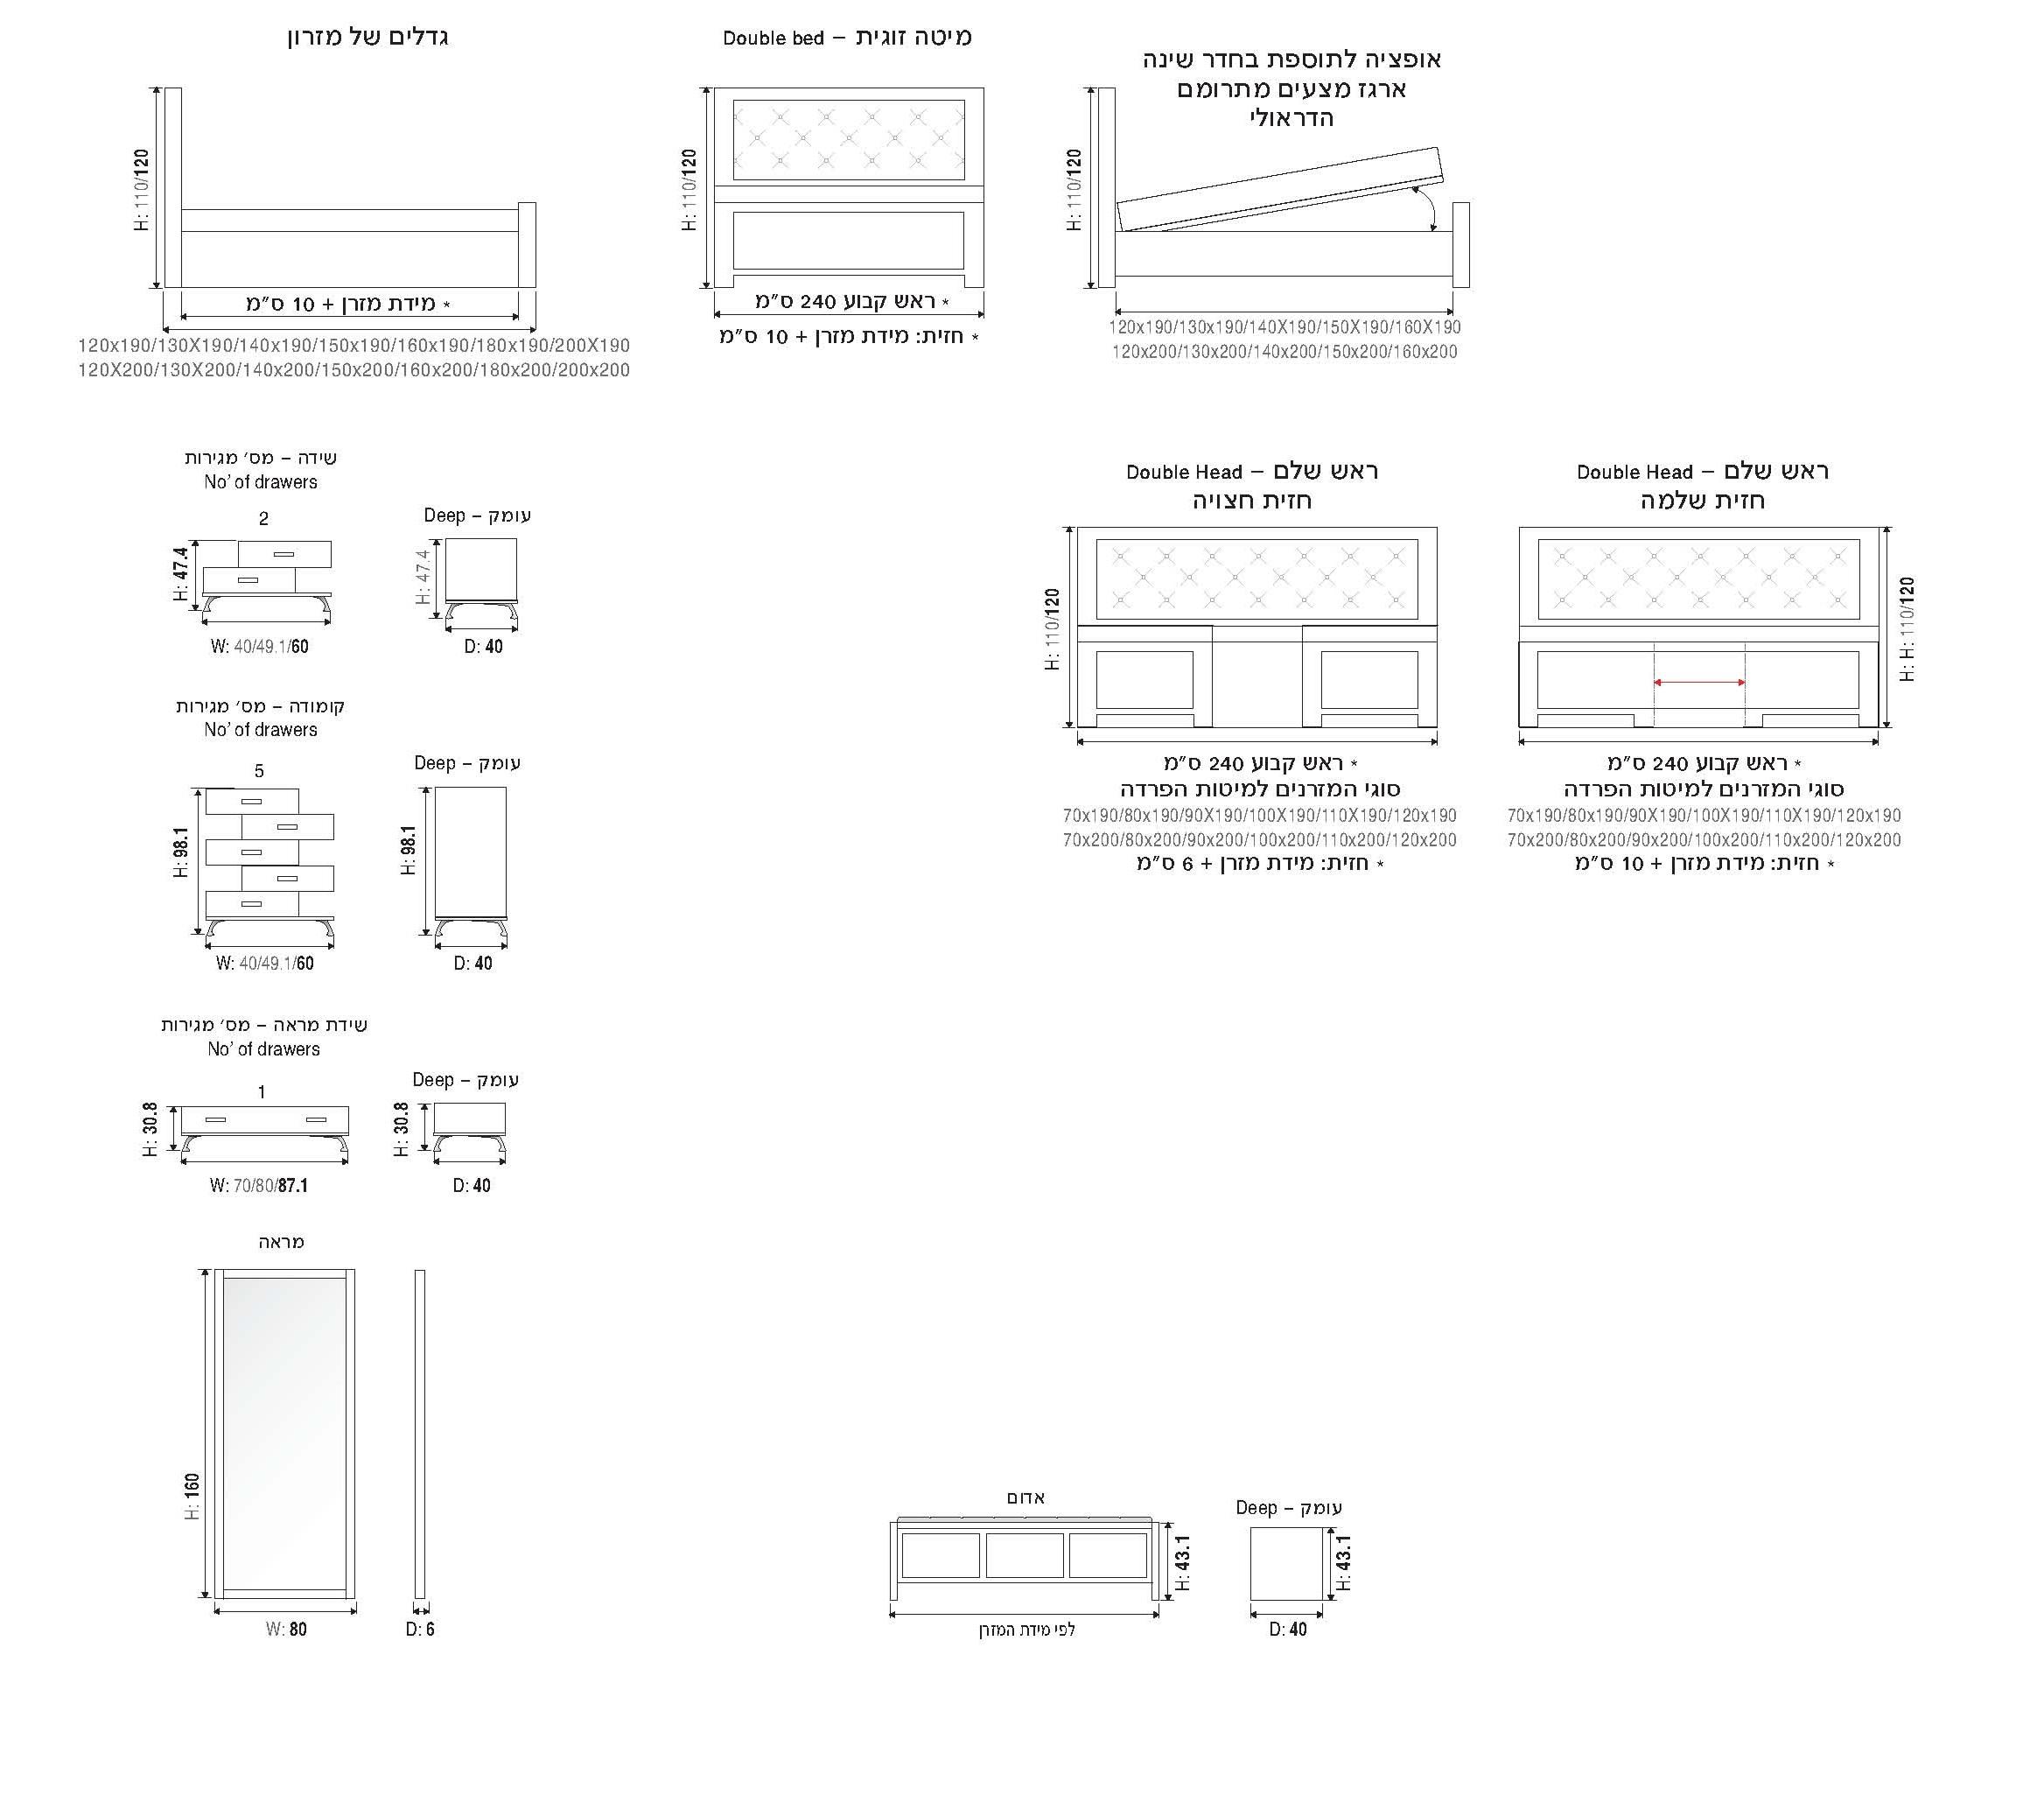 גדלים של מזרון
H: 110/120
* מידת מזרן + 10 ס"מ
120x190/130X190/140x190/150x190/160x190/180x190/200X190
120X200/130X200/140x200/150x200/160x200/180x200/200x200
מיטה זוגית – Double bed
H: 110/120
* ראש קבוע 240 ס"מ
* חזית: מידת מזרן + 10 ס"מ
אופציה לתוספת בחדר שינה
ארגז מצעים מתרומם
הדראולי
H: 110/120
120x190/130x190/140X190/150X190/160X190
120x200/130x200/140x200/150x200/160x200
שידה – מס׳ מגירות
No' of drawers
2
H: 47.4
W: 40/49.1/60
עומק – Deep
H: 47.4
D: 40
ראש שלם – Double Head
חזית חצויה
H: 110/120
* ראש קבוע 240 ס"מ
סוגי המזרנים למיטות הפרדה
70x190/80x190/90X190/100X190/110X190/120x190
70x200/80x200/90x200/100x200/110x200/120x200
* חזית: מידת מזרן + 6 ס"מ
ראש שלם – Double Head
חזית שלמה
H: H: 110/120
* ראש קבוע 240 ס"מ
סוגי המזרנים למיטות הפרדה
70x190/80x190/90X190/100X190/110X190/120x190
70x200/80x200/90x200/100x200/110x200/120x200
* חזית: מידת מזרן + 10 ס"מ
קומודה – מס׳ מגירות
No' of drawers
5
H: 98.1
W: 40/49.1/60
עומק – Deep
H: 98.1
D: 40
שידת מראה – מס׳ מגירות
No' of drawers
1
H: 30.8
W: 70/80/87.1
עומק – Deep
H: 30.8
D: 40
מראה
H: 160
W: 80
D: 6
אדום
H: 43.1
לפי מידת המזרן
עומק – Deep
H: 43.1
D: 40